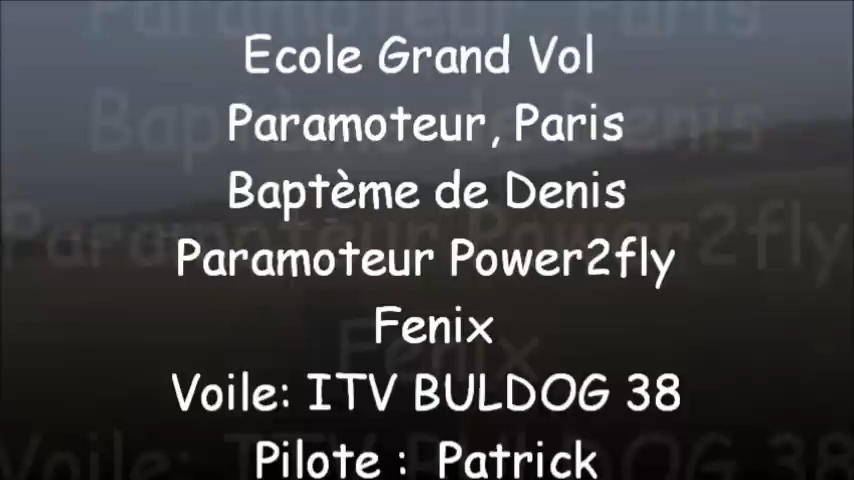 Ecole Grand Vol
Paramoteur, Paris
Baptème de Denis
Paramoteur Power2fly
Fenix
Voile: ITV BULDOG 38
Pilote : Patrick